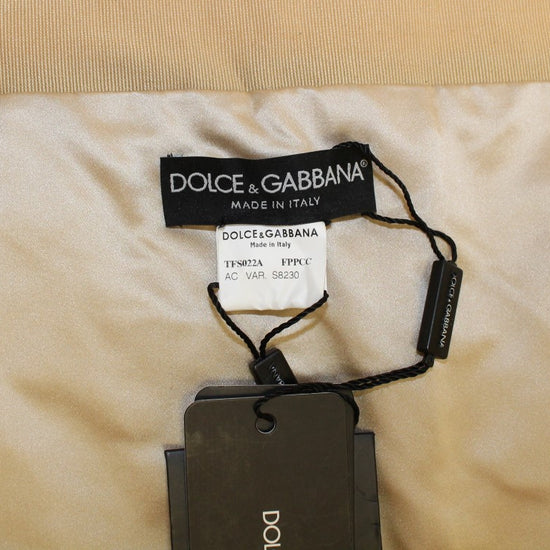 DOLCE & GABBANA®
MADE IN ITALY
DOLCE&GABBANA
Made in Italy
TFS022A FPPCC
AC VAR. S8230
DOLCE & GABBANA
DOL